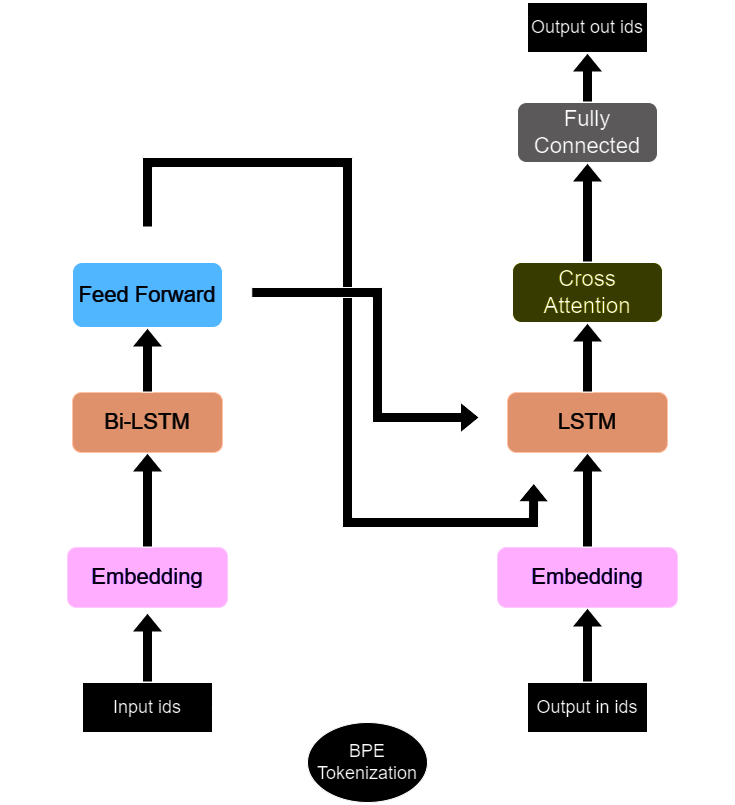 Output out ids
Fully
Connected
Feed Forward
Cross
Attention
Bi-LSTM
LSTM
Embedding
Embedding
Input ids
Output in ids
BPE
Tokenization